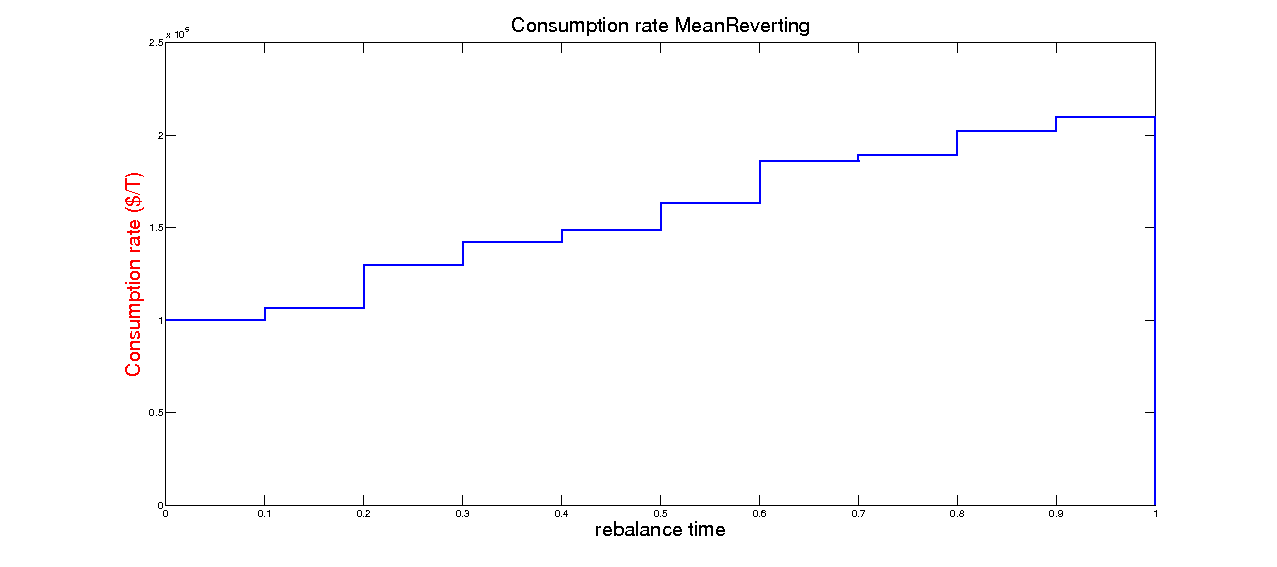 Consumption rate MeanReverting
x 10
2.5
2
1.5
1
0.5
0
Consumption rate ($/T)
0 0.1 0.2 0.3 0.4 0.5 0.6 0.7 0.8 0.9 1
rebalance time